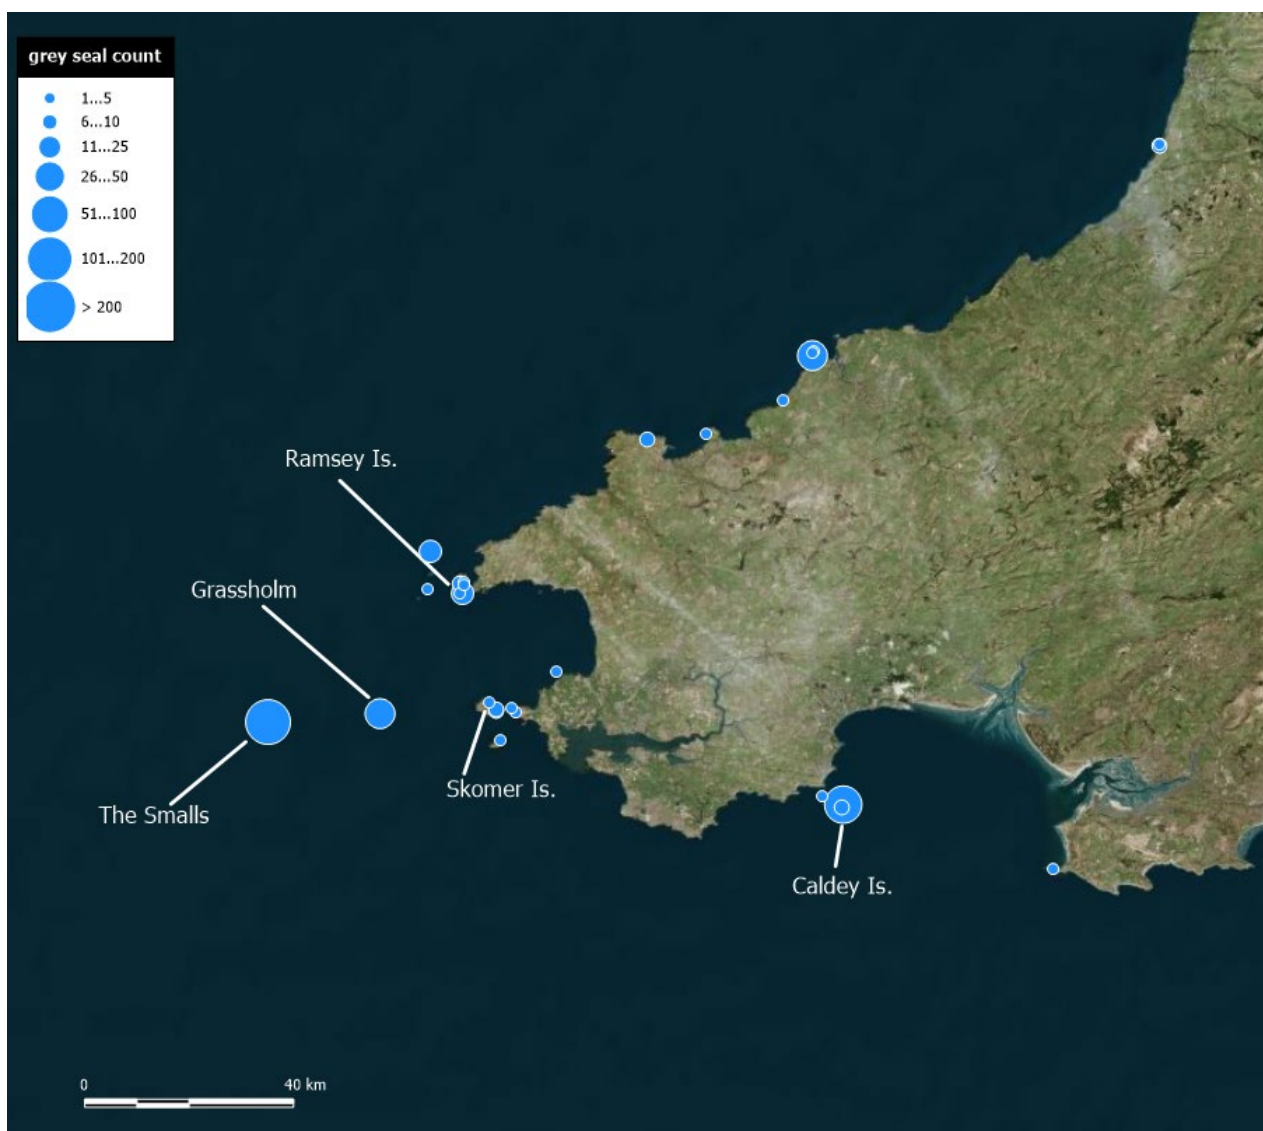 grey seal count
1...5
6...10
11...25
26...50
51...100
101...200
> 200
Ramsey Is.
Grassholm
Skomer Is.
The Smalls
Caldey Is.
0 40 km